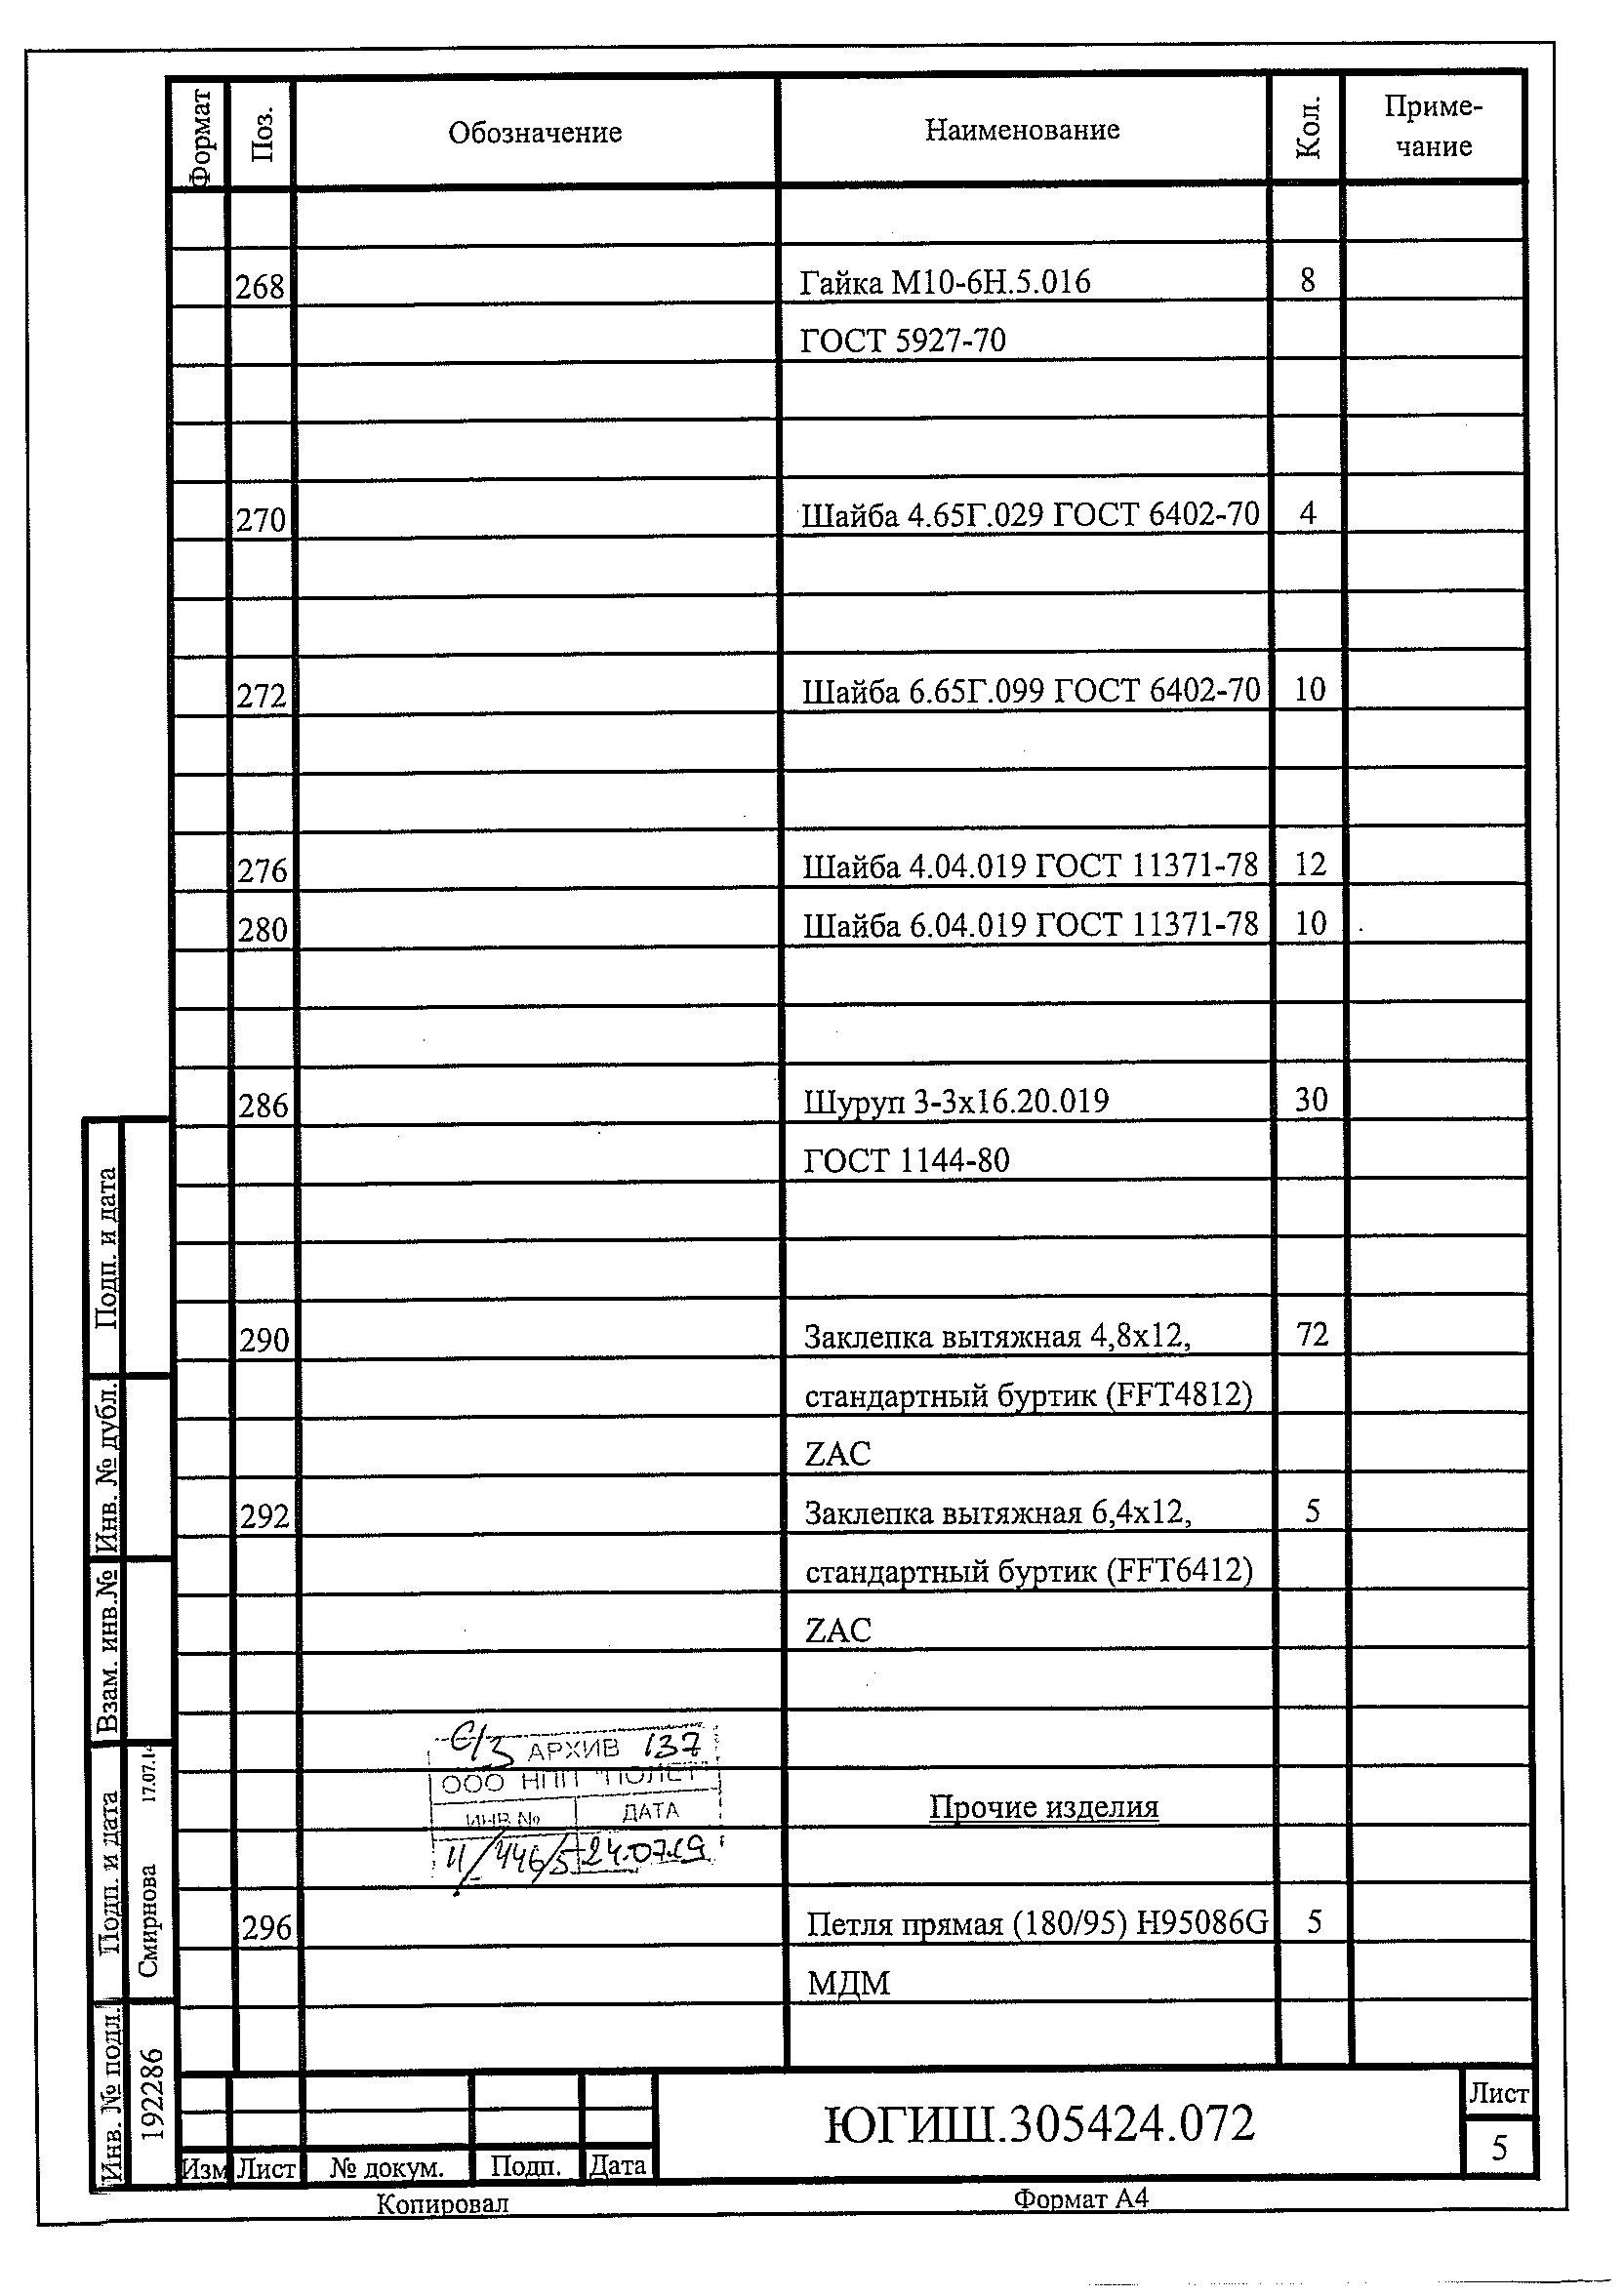 Формат Поз. Обозначение Наименование Кол. Приме-
чание
268 Гайка М10-6Н.5.016 8
ГОСТ 5927-70
270 Шайба 4.65Г.029 ГОСТ 6402-70 4
272 Шайба 6.65Г.099 ГОСТ 6402-70 10
276 Шайба 4.04.019 ГОСТ 11371-78 12
280 Шайба 6.04.019 ГОСТ 11371-78 10
286 Шуруп 3-3х16.20.019 30
ГОСТ 1144-80
290 Заклепка вытяжная 4,8х12, 72
стандартный буртик (FFT4812)
ZAC
292 Заклепка вытяжная 6,4х12, 5
стандартный буртик (FFT6412)
ZAC
Прочие изделия
296 Петля прямая (180/95) H95086G 5
МДМ
АРХИВ 137
ООО НПП "ПОЛЕТ"
ИНВ.№ ДАТА
11/446/5 24.07.19
Подп. и дата
Инв. № дубл.
Взам. инв.№
Подп. и дата
Смирнова
Инв. № подл.
192286
Изм Лист № докум. Подп. Дата
ЮГИШ.305424.072
Лист
5
Копировал Формат А4